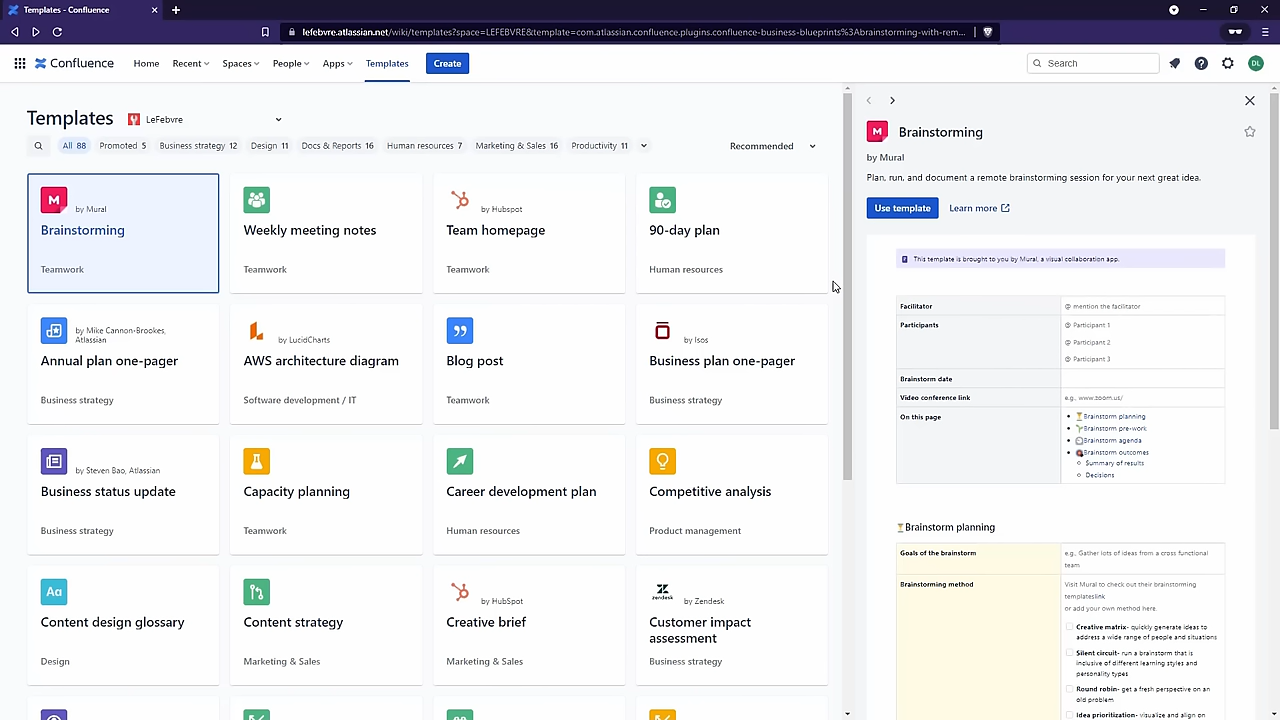 Templates - Confluence
lefebvre.atlassian.net/wiki/templates?space=LEFEBVRE&template=com.atlassian.confluence.plugins.confluence-business-blueprints%3Abrainstorming-with-rem...
Confluence
Home
Recent
Spaces
People
Apps
Templates
Create
Search
DL
Templates
LeFebvre
All 88
Promoted 5
Business strategy 12
Design 11
Docs & Reports 16
Human resources 7
Marketing & Sales 16
Productivity 11
Recommended
M
by Mural
Brainstorming
Teamwork
Weekly meeting notes
Teamwork
by Hubspot
Team homepage
Teamwork
90-day plan
Human resources
by Mike Cannon-Brookes,
Atlassian
Annual plan one-pager
Business strategy
by LucidCharts
AWS architecture diagram
Software development / IT
Blog post
Teamwork
by Isos
Business plan one-pager
Business strategy
by Steven Bao, Atlassian
Business status update
Business strategy
Capacity planning
Teamwork
Career development plan
Human resources
Competitive analysis
Product management
Aa
Content design glossary
Design
Content strategy
Marketing & Sales
by HubSpot
Creative brief
Marketing & Sales
zendesk
by Zendesk
Customer impact
assessment
Business strategy
M
Brainstorming
by Mural
Plan, run, and document a remote brainstorming session for your next great idea.
Use template
Learn more
This template is brought to you by Mural, a visual collaboration app.
Facilitator
@ mention the facilitator
Participants
@ Participant 1
@ Participant 2
@ Participant 3
Brainstorm date
Video conference link
e.g., www.zoom.us/
On this page
Brainstorm planning
Brainstorm pre-work
Brainstorm agenda
Brainstorm outcomes
Summary of results
Decisions
Brainstorm planning
Goals of the brainstorm
e.g., Gather lots of ideas from a cross functional
team
Brainstorming method
Visit Mural to check out their brainstorming
templateslink
or add your own method here.
Creative matrix- quickly generate ideas to
address a wide range of people and situations
Silent circuit- run a brainstorm that is
inclusive of different learning styles and
personality types
Round robin- get a fresh perspective on an
old problem
Idea prioritization- visualize and align on